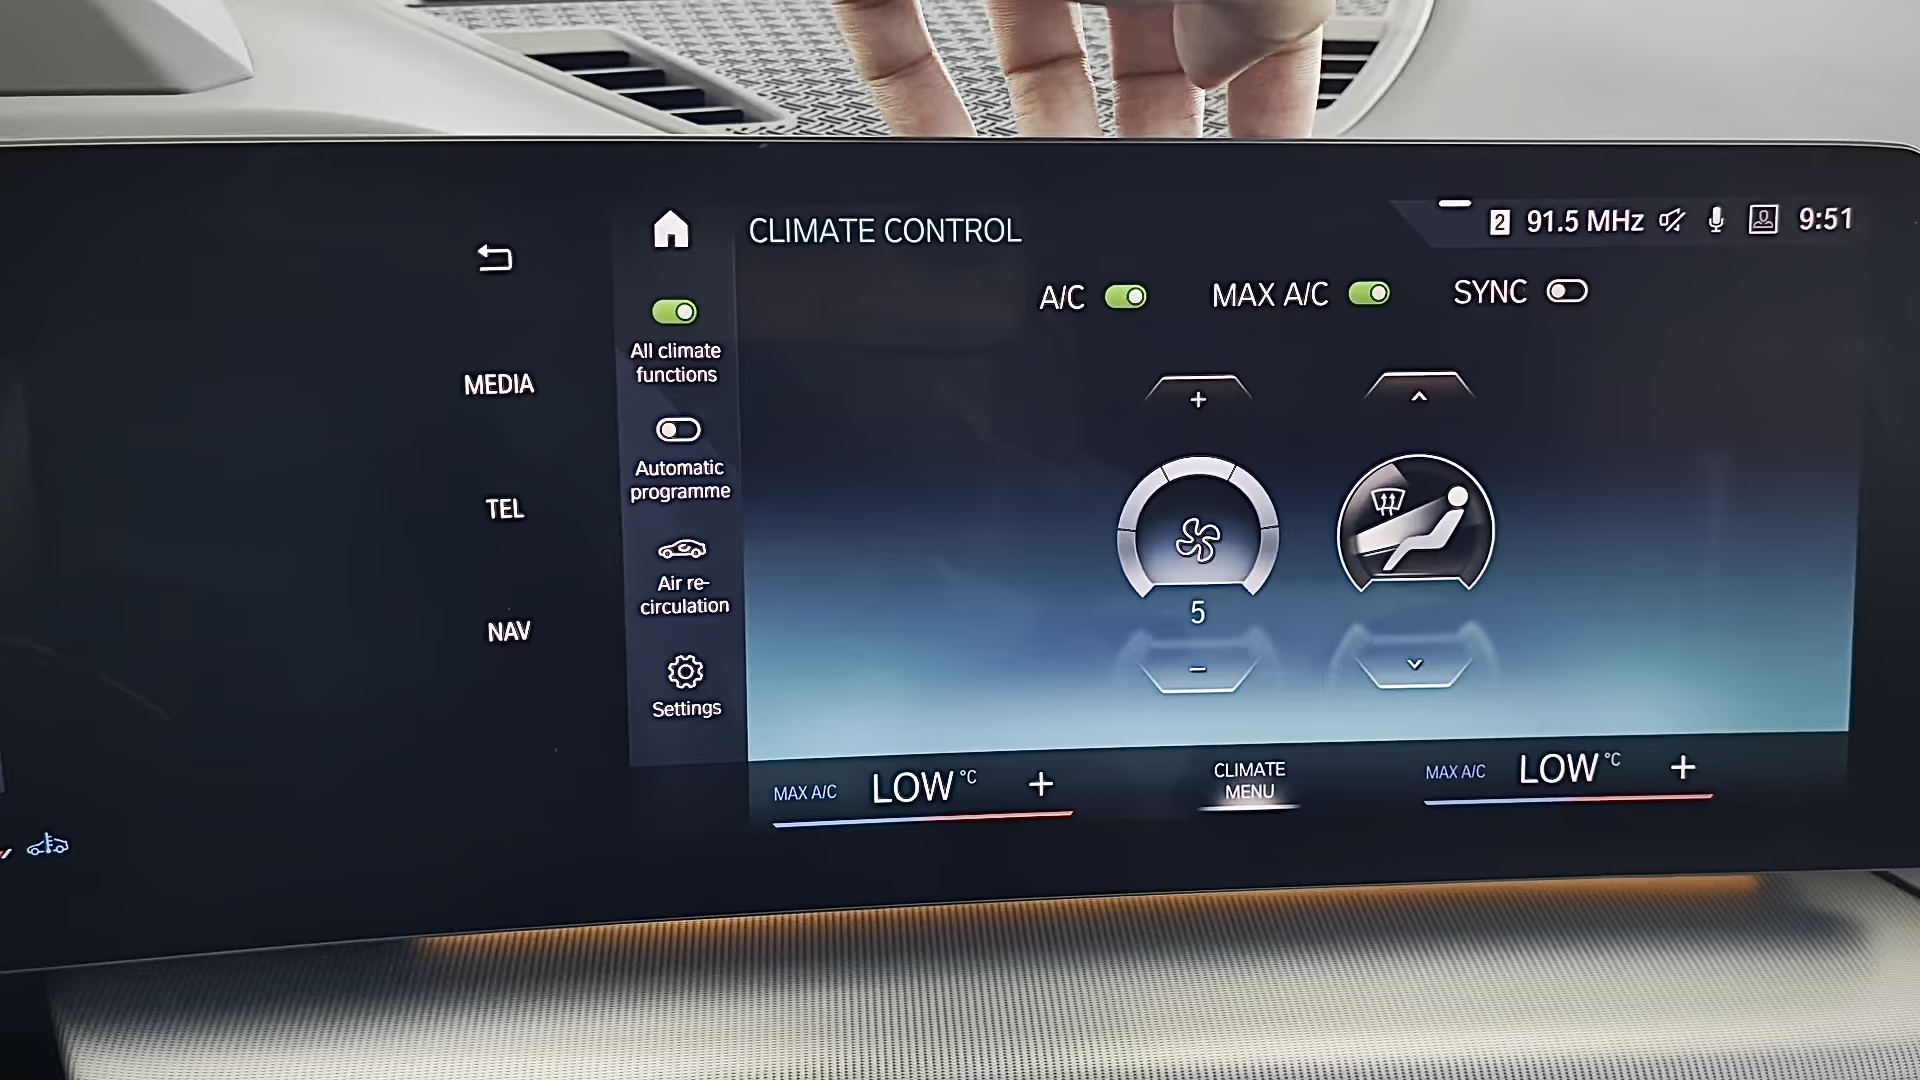 CLIMATE CONTROL
2 91.5 MHz 9:51
A/C MAX A/C SYNC
MEDIA
TEL
NAV
All climate
functions
Automatic
programme
Air re-
circulation
Settings
5
MAX A/C LOW °C +
CLIMATE
MENU
MAX A/C LOW °C +